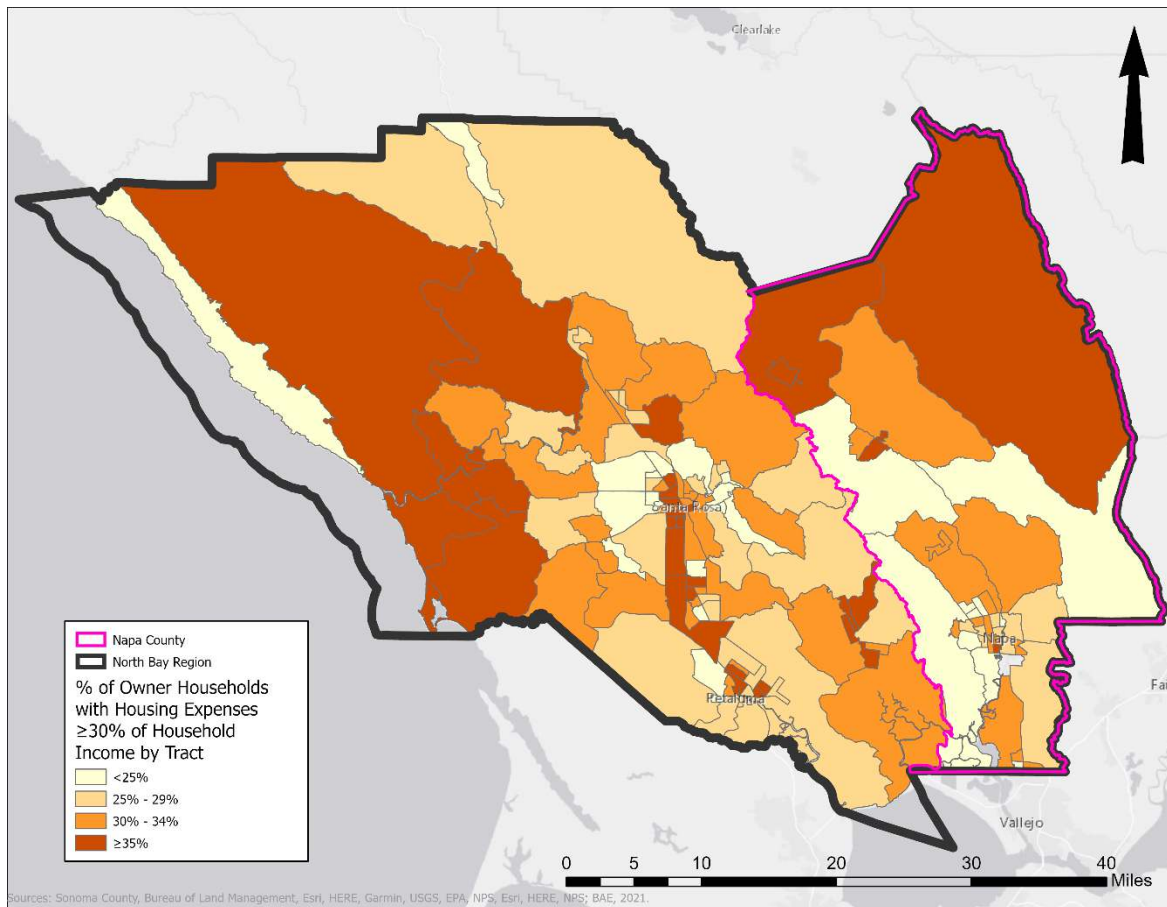 Clearlake
Santa Rosa
Napa
Petaluma
Vallejo
Napa County
North Bay Region
% of Owner Households
with Housing Expenses
≥30% of Household
Income by Tract
<25%
25% - 29%
30% - 34%
≥35%
0 5 10 20 30 40
Miles
Sources: Sonoma County, Bureau of Land Management, Esri, HERE, Garmin, USGS, EPA, NPS, Esri, HERE, NPS; BAE, 2021.